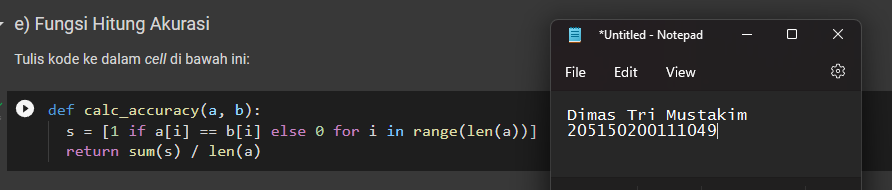 e) Fungsi Hitung Akurasi
Tulis kode ke dalam cell di bawah ini:
def calc_accuracy(a, b):
  s = [1 if a[i] == b[i] else 0 for i in range(len(a))]
  return sum(s) / len(a)
*Untitled - Notepad
File Edit View
Dimas Tri Mustakim
205150200111049